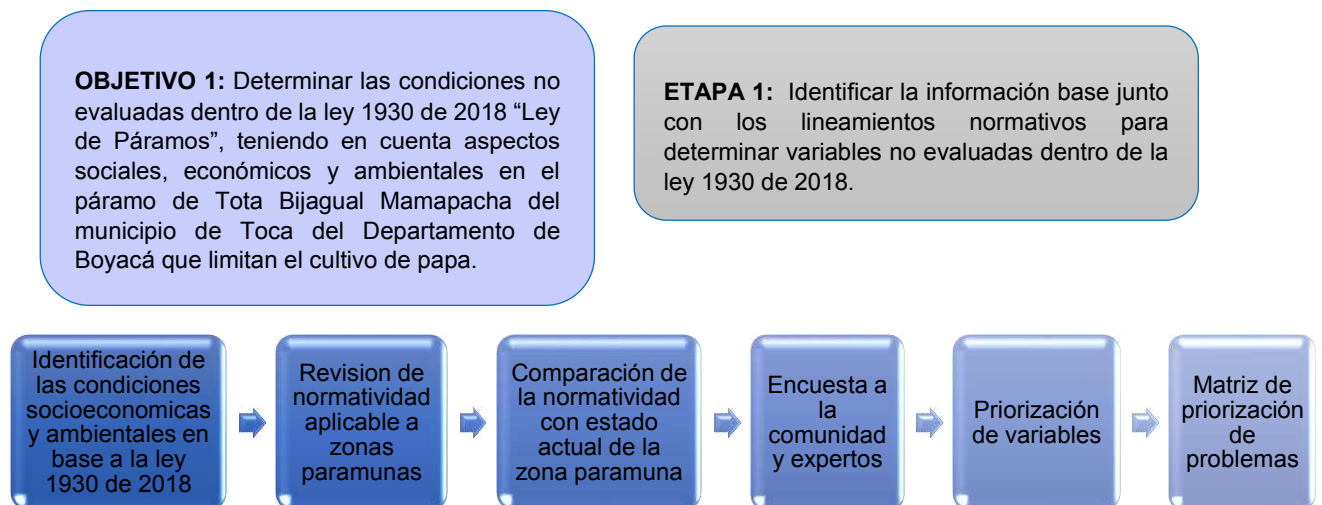 OBJETIVO 1: Determinar las condiciones no
evaluadas dentro de la ley 1930 de 2018 “Ley
de Páramos”, teniendo en cuenta aspectos
sociales, económicos y ambientales en el
páramo de Tota Bijagual Mamapacha del
municipio de Toca del Departamento de
Boyacá que limitan el cultivo de papa.
ETAPA 1: Identificar la información base junto
con los lineamientos normativos para
determinar variables no evaluadas dentro de la
ley 1930 de 2018.
Identificación de
las condiciones
socioeconomicas
y ambientales en
base a la ley
1930 de 2018
Revision de
normatividad
aplicable a
zonas
paramunas
Comparación de
la normatividad
con estado
actual de la
zona paramuna
Encuesta a
la
comunidad
y expertos
Priorización
de variables
Matriz de
priorización
de
problemas